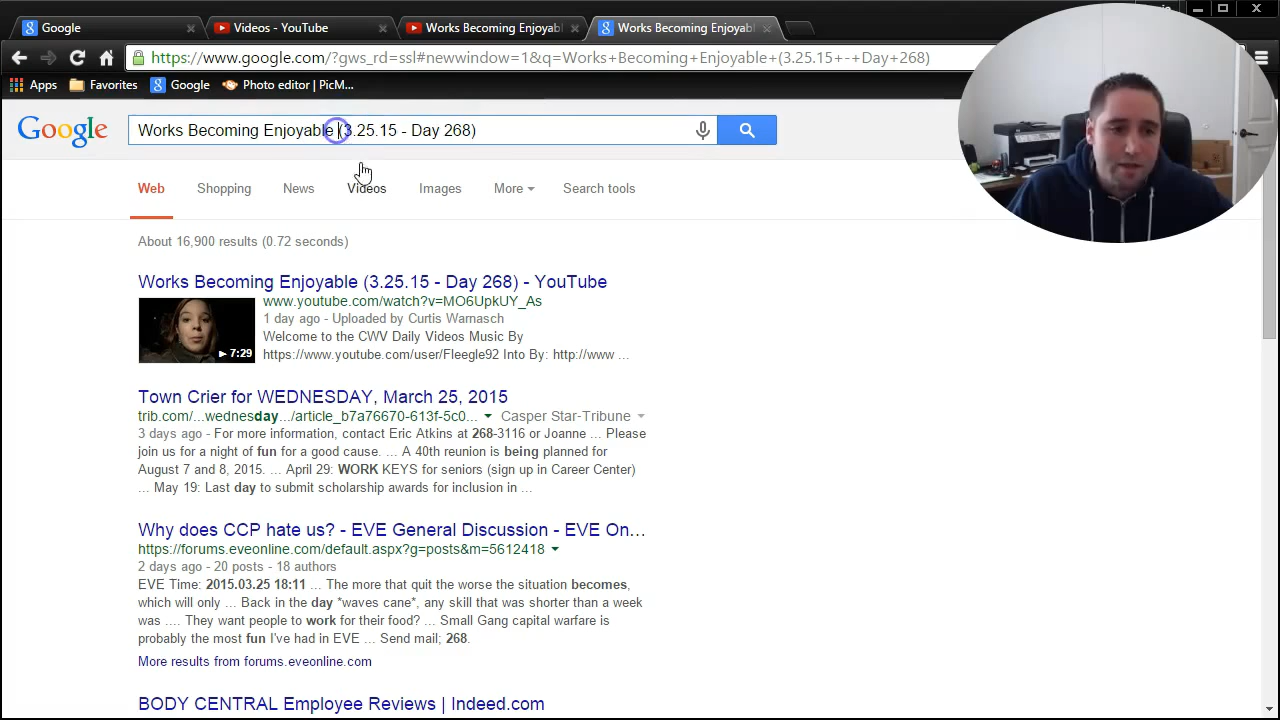 Google
Videos - YouTube
Works Becoming Enjoyabl
Works Becoming Enjoyabl
https://www.google.com/?gws_rd=ssl#newwindow=1&q=Works+Becoming+Enjoyable+(3.25.15+-+Day+268)
Apps
Favorites
Google
Photo editor | PicM...
Google
Works Becoming Enjoyable (3.25.15 - Day 268)
Web
Shopping
News
Videos
Images
More
Search tools
About 16,900 results (0.72 seconds)
Works Becoming Enjoyable (3.25.15 - Day 268) - YouTube
www.youtube.com/watch?v=MO6UpkUY_As
1 day ago - Uploaded by Curtis Warnasch
Welcome to the CWV Daily Videos Music By
https://www.youtube.com/user/Fleegle92 Into By: http://www ...
7:29
Town Crier for WEDNESDAY, March 25, 2015
trib.com/...wednesday.../article_b7a76670-613f-5c0... Casper Star-Tribune
3 days ago - For more information, contact Eric Atkins at 268-3116 or Joanne ... Please
join us for a night of fun for a good cause. ... A 40th reunion is being planned for
August 7 and 8, 2015. ... April 29: WORK KEYS for seniors (sign up in Career Center)
... May 19: Last day to submit scholarship awards for inclusion in ...
Why does CCP hate us? - EVE General Discussion - EVE On...
https://forums.eveonline.com/default.aspx?g=posts&m=5612418
2 days ago - 20 posts - 18 authors
EVE Time: 2015.03.25 18:11 ... The more that quit the worse the situation becomes,
which will only ... Back in the day *waves cane*, any skill that was shorter than a week
was .... They want people to work for their food? ... Small Gang capital warfare is
probably the most fun I've had in EVE ... Send mail; 268.
More results from forums.eveonline.com
BODY CENTRAL Employee Reviews | Indeed.com